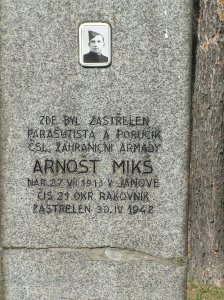 ZDE BYL ZASTŘELEN
PARAŠUTISTA A PORUČÍK
ČSL. ZAHRANIČNÍ ARMÁDY
ARNOŠT MIKŠ
NAR. 27. VII. 1913 V JANOVĚ
ČÍS 21. OKR. RAKOVNÍK
ZASTŘELEN 30. IV. 1942